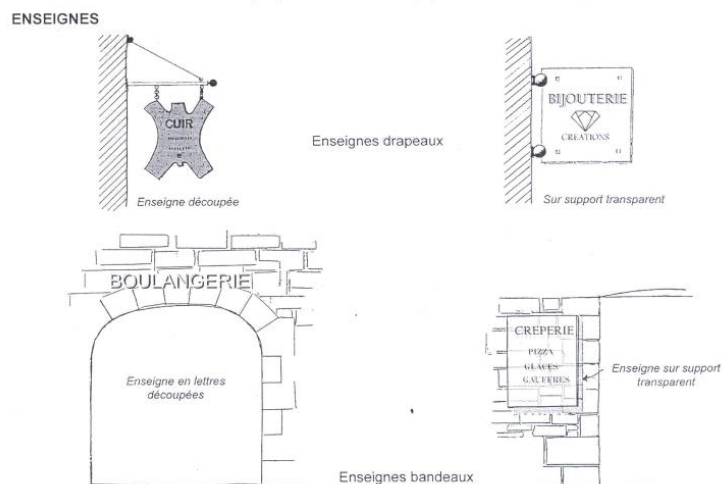 ENSEIGNES
CUIR
Enseigne découpée
Enseignes drapeaux
BIJOUTERIE
CREATIONS
Sur support transparent
BOULANGERIE
Enseigne en lettres
découpées
CREPERIE
PIZZA
GLACES
GAUFFRES
Enseigne sur support
transparent
Enseignes bandeaux